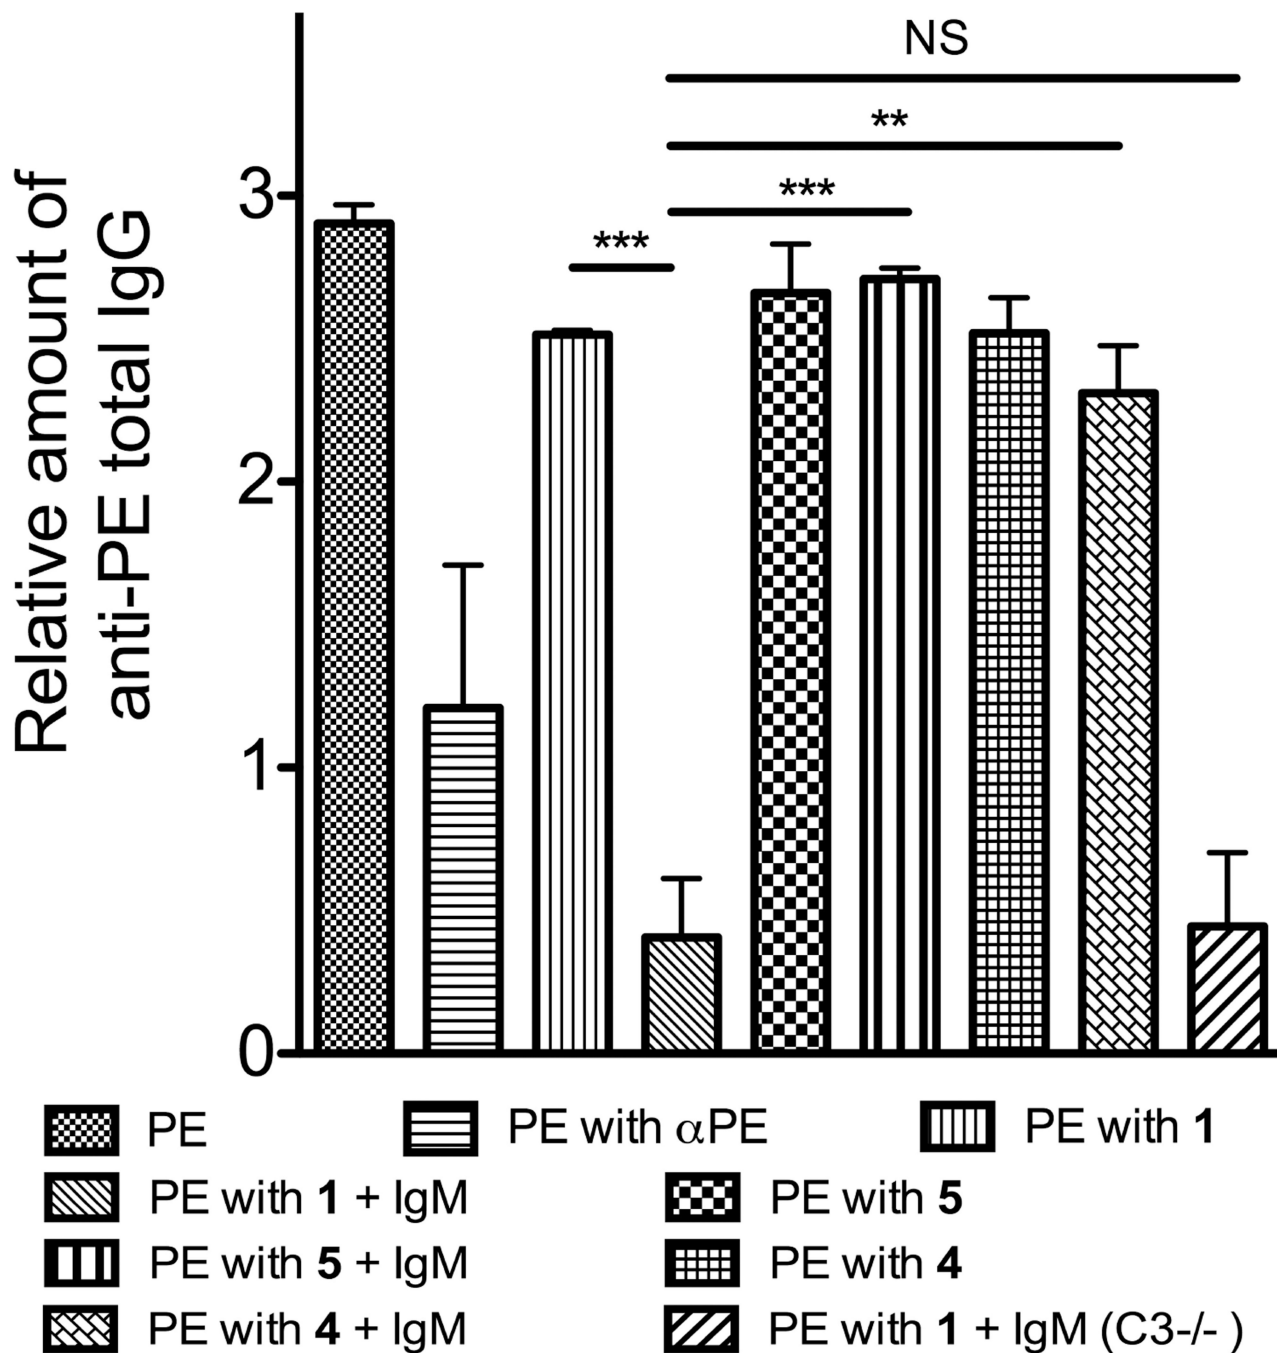 NS
**
***
***
Relative amount of
anti-PE total IgG
3
2
1
0
PE
PE with αPE
PE with 1
PE with 1 + IgM
PE with 5
PE with 5 + IgM
PE with 4
PE with 4 + IgM
PE with 1 + IgM (C3-/- )